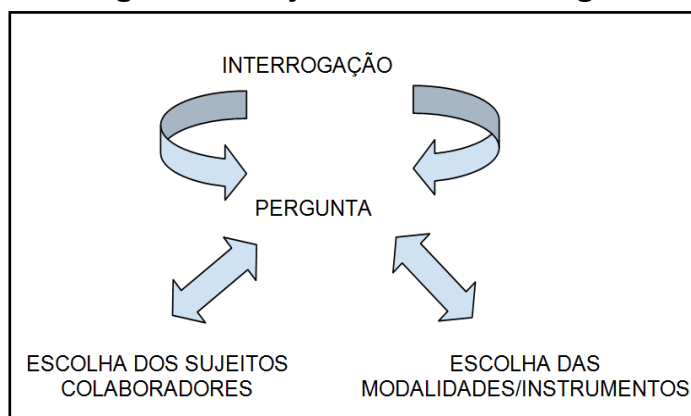 INTERROGAÇÃO
PERGUNTA
ESCOLHA DOS SUJEITOS
COLABORADORES
ESCOLHA DAS
MODALIDADES/INSTRUMENTOS